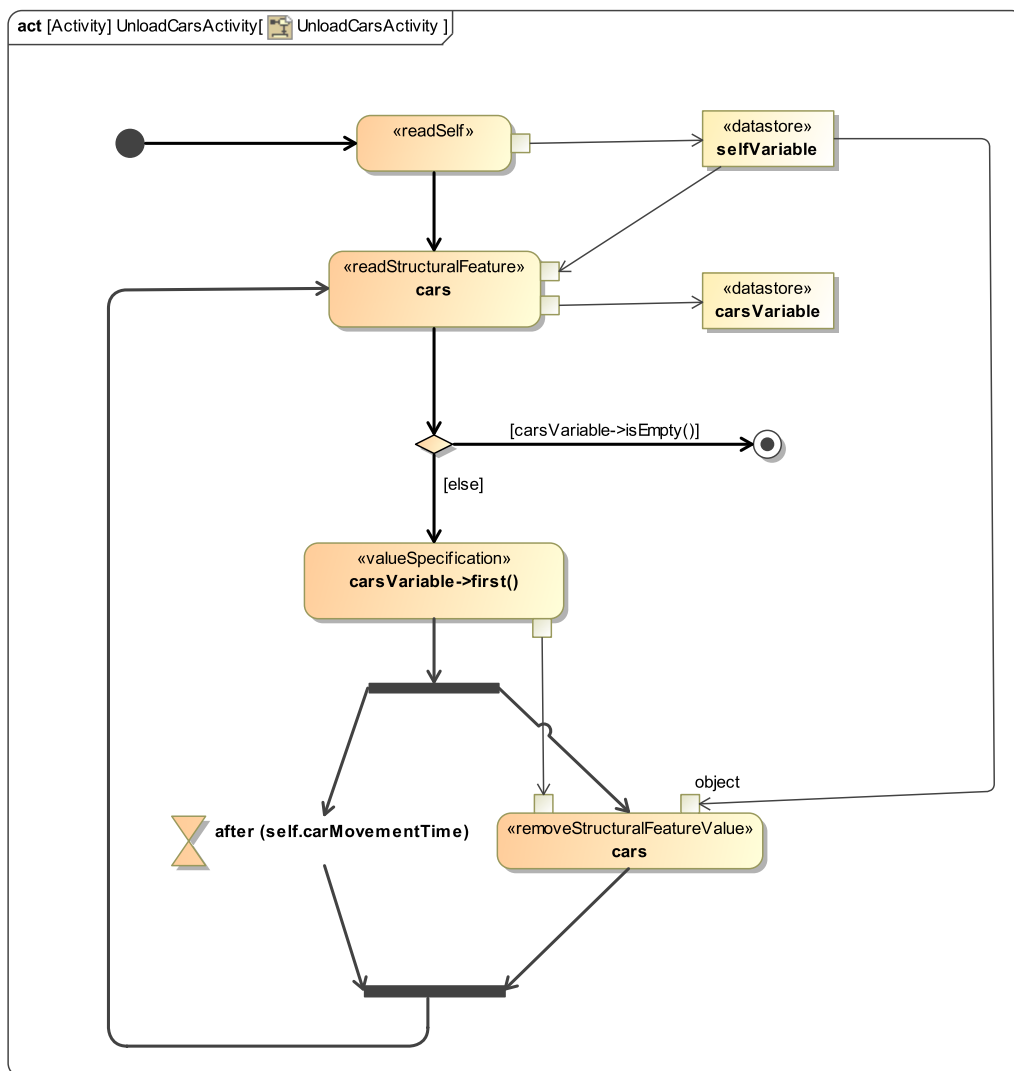 act [Activity] UnloadCarsActivity[ UnloadCarsActivity ]
«readSelf»
«datastore»
selfVariable
«readStructuralFeature»
cars
«datastore»
carsVariable
[carsVariable->isEmpty()]
[else]
«valueSpecification»
carsVariable->first()
object
after (self.carMovementTime)
«removeStructuralFeatureValue»
cars